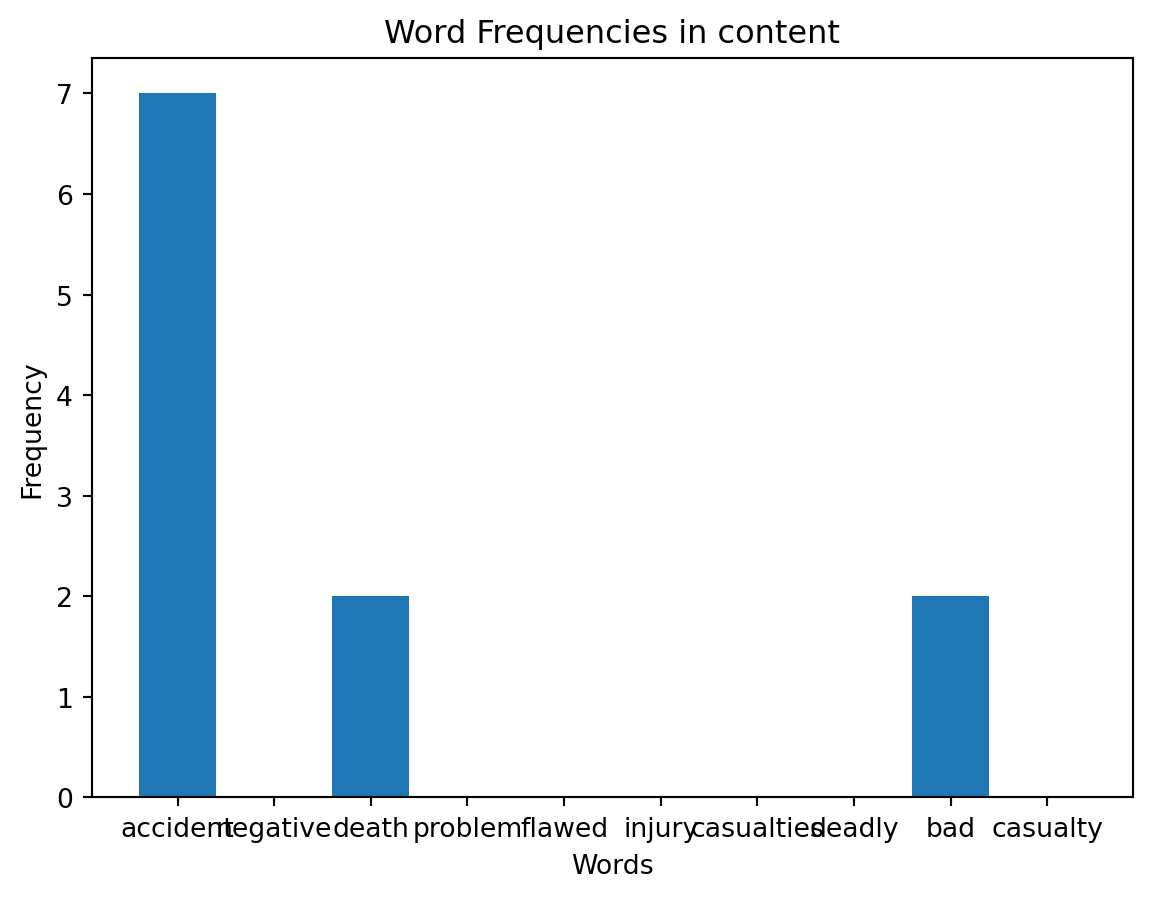 Word Frequencies in content
7
6
5
4
3
2
1
0
Frequency
accident negative death problem flawed injury casualties deadly bad casualty
Words